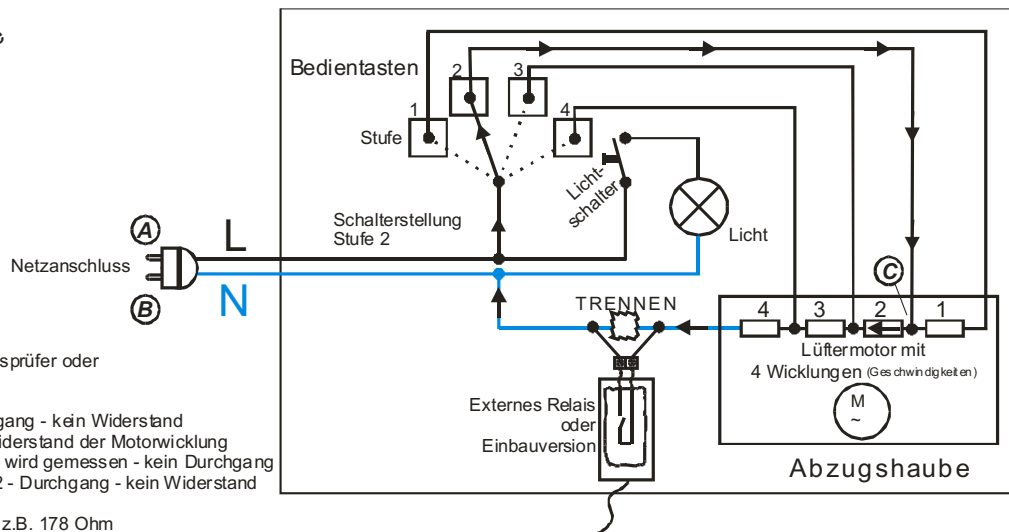 Bedientasten
1
2
3
4
Stufe
Licht-
schalter
Licht
Schalterstellung
Stufe 2
A
L
Netzanschluss
B
N
C
TRENNEN
4
3
2
1
Lüftermotor mit
4 Wicklungen (Geschwindigkeiten)
M
~
Abzugshaube
Externes Relais
oder
Einbauversion
sprüfer oder
gang - kein Widerstand
iderstand der Motorwicklung
wird gemessen - kein Durchgang
2 - Durchgang - kein Widerstand
z.B. 178 Ohm